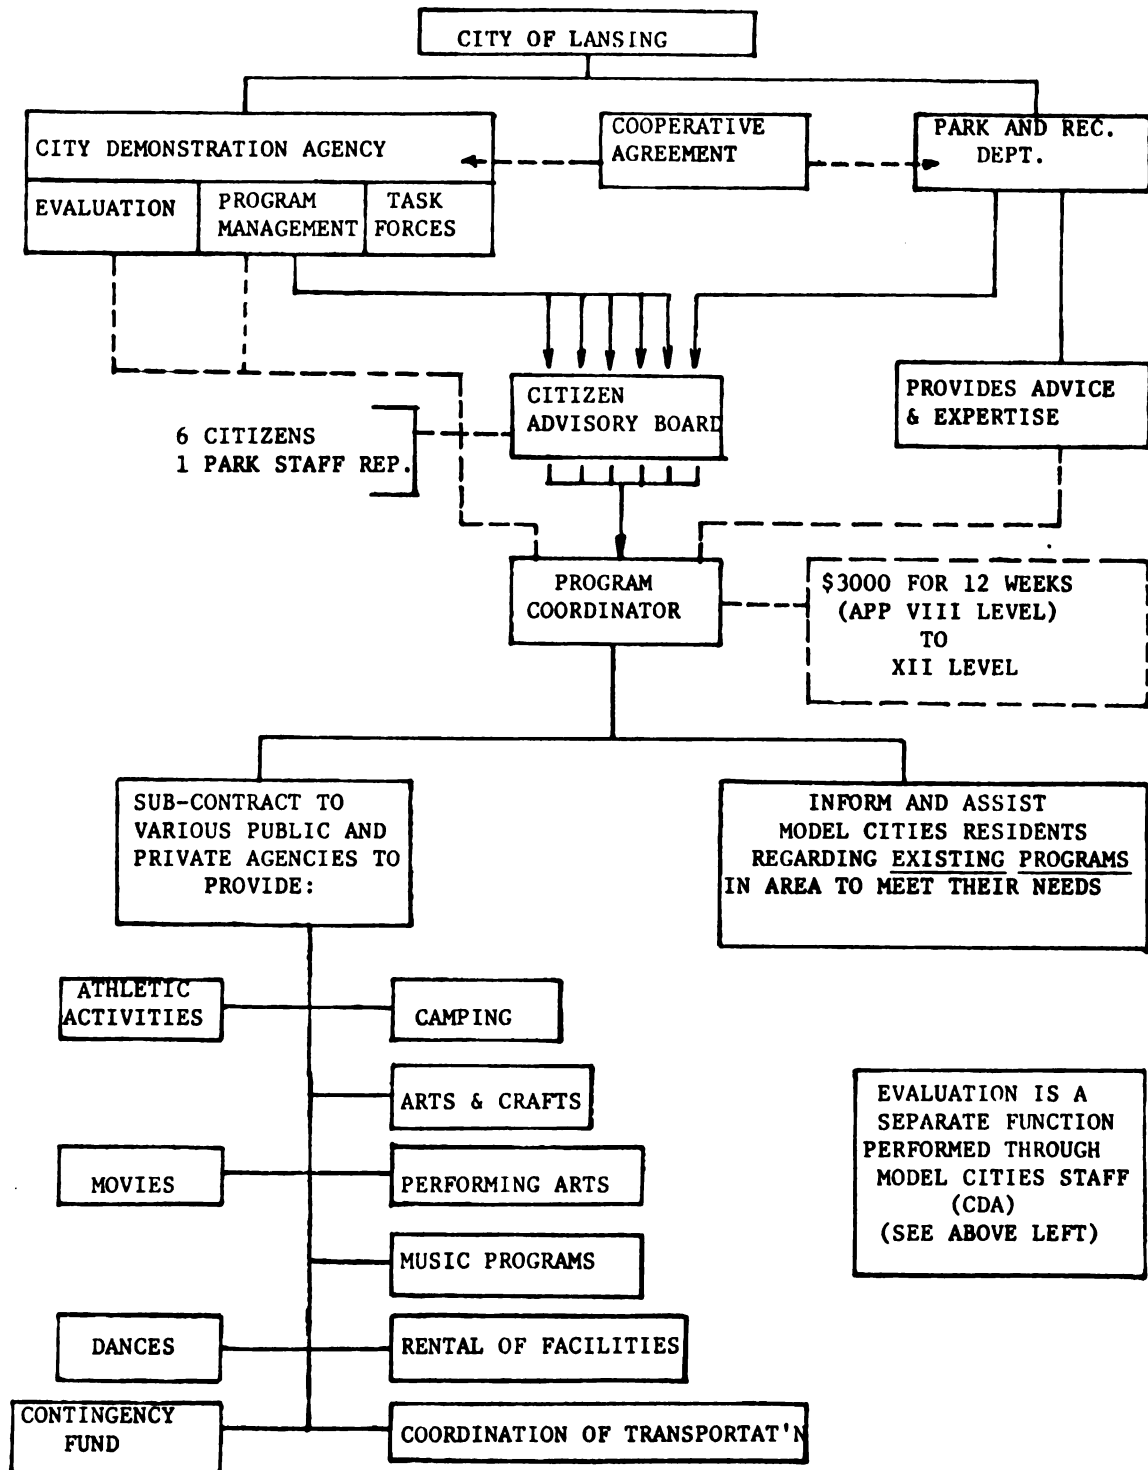 CITY OF LANSING
CITY DEMONSTRATION AGENCY
EVALUATION
PROGRAM
MANAGEMENT
TASK
FORCES
COOPERATIVE
AGREEMENT
PARK AND REC.
DEPT.
CITIZEN
ADVISORY BOARD
PROVIDES ADVICE
& EXPERTISE
6 CITIZENS
1 PARK STAFF REP.
PROGRAM
COORDINATOR
$3000 FOR 12 WEEKS
(APP VIII LEVEL)
TO
XII LEVEL
SUB-CONTRACT TO
VARIOUS PUBLIC AND
PRIVATE AGENCIES TO
PROVIDE:
INFORM AND ASSIST
MODEL CITIES RESIDENTS
REGARDING EXISTING PROGRAMS
IN AREA TO MEET THEIR NEEDS
ATHLETIC
ACTIVITIES
CAMPING
ARTS & CRAFTS
MOVIES
PERFORMING ARTS
MUSIC PROGRAMS
DANCES
RENTAL OF FACILITIES
CONTINGENCY
FUND
COORDINATION OF TRANSPORTAT'N
EVALUATION IS A
SEPARATE FUNCTION
PERFORMED THROUGH
MODEL CITIES STAFF
(CDA)
(SEE ABOVE LEFT)